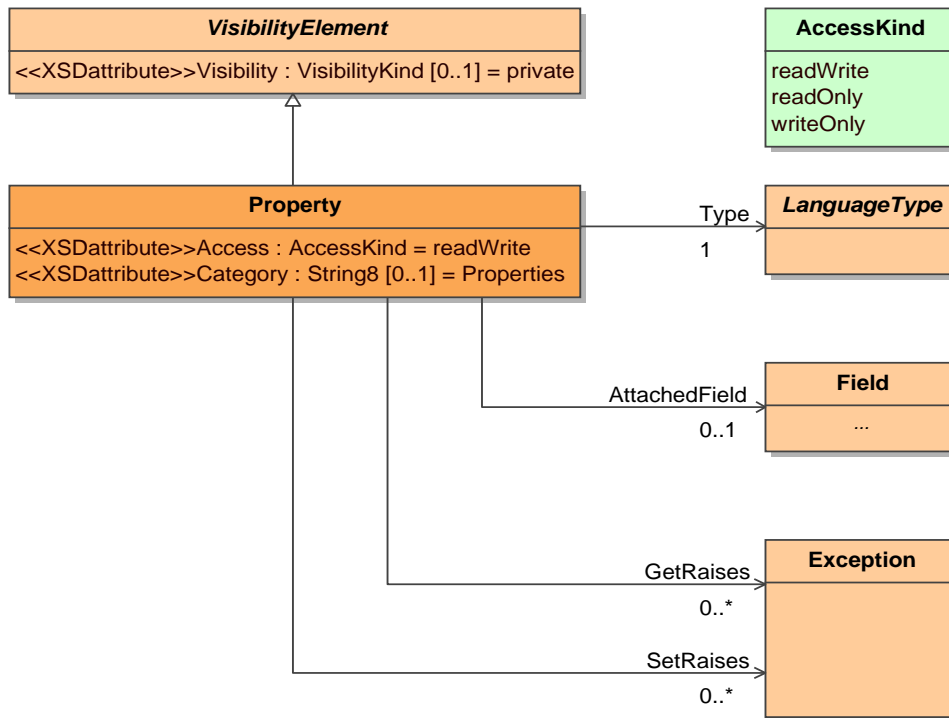 VisibilityElement
<<XSDattribute>>Visibility : VisibilityKind [0..1] = private
AccessKind
readWrite
readOnly
writeOnly
Property
<<XSDattribute>>Access : AccessKind = readWrite
<<XSDattribute>>Category : String8 [0..1] = Properties
Type
1
LanguageType
AttachedField
0..1
Field
...
GetRaises
0..*
SetRaises
0..*
Exception